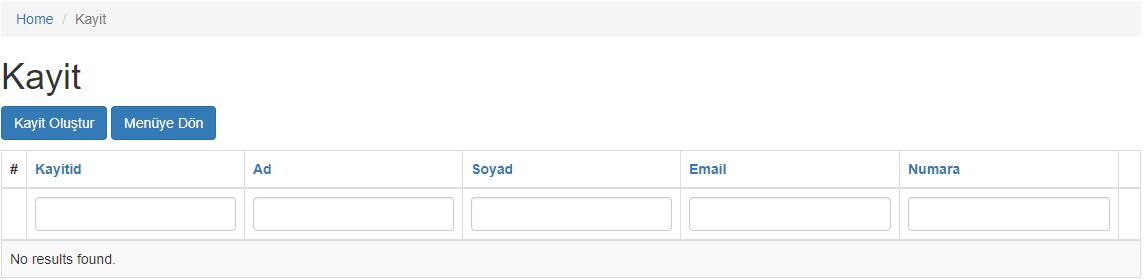 Home / Kayit
Kayit
Kayit Oluştur Menüye Dön
# Kayitid Ad Soyad Email Numara
No results found.